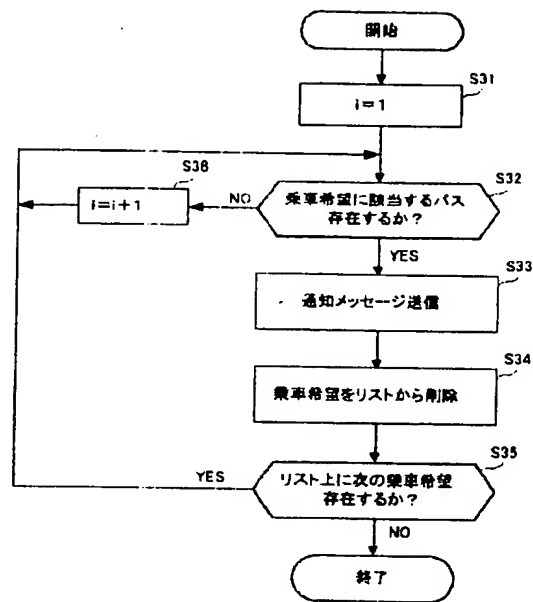 開始
S31
i=1
S36
i=i+1
NO
S32
乗車希望に該当するバス
存在するか？
YES
S33
通知メッセージ送信
S34
乗車希望をリストから削除
S35
YES
リスト上に次の乗車希望
存在するか？
NO
終了